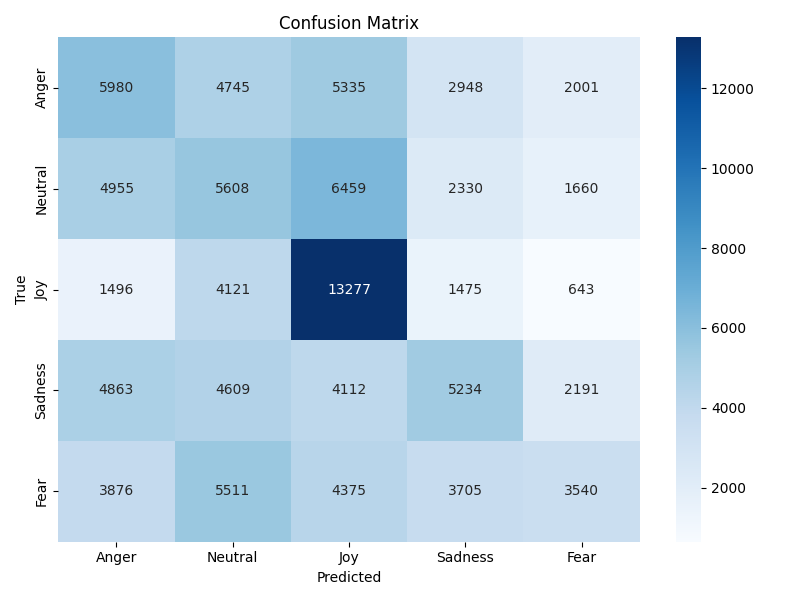 Confusion Matrix
Anger 5980 4745 5335 2948 2001
Neutral 4955 5608 6459 2330 1660
Joy 1496 4121 13277 1475 643
Sadness 4863 4609 4112 5234 2191
Fear 3876 5511 4375 3705 3540
True
Anger Neutral Joy Sadness Fear
Predicted
12000
10000
8000
6000
4000
2000